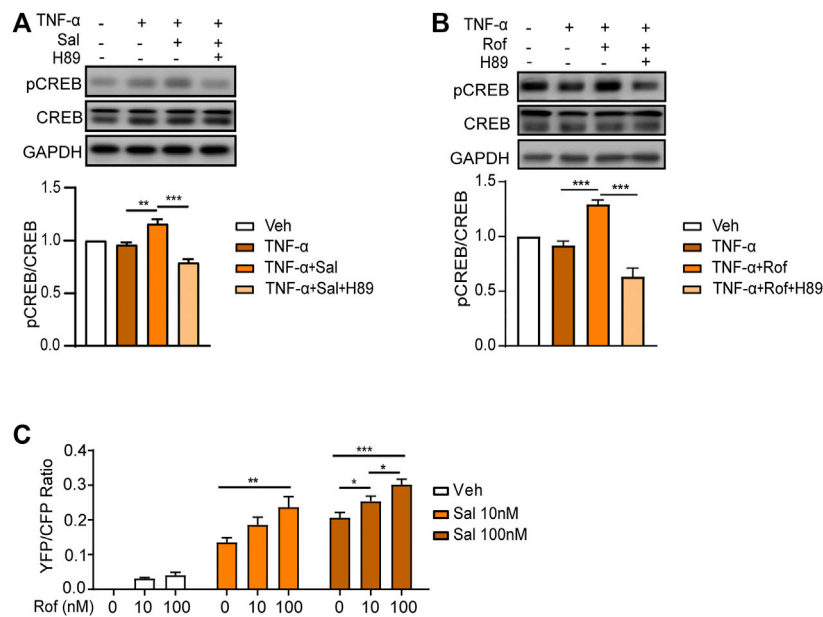 A
TNF-α - + + +
Sal - - + +
H89 - - - +
pCREB
CREB
GAPDH
pCREB/CREB
1.5
1.0
0.5
0.0
** ***
Veh
TNF-α
TNF-α+Sal
TNF-α+Sal+H89
B
TNF-α - + + +
Rof - - + +
H89 - - - +
pCREB
CREB
GAPDH
pCREB/CREB
1.5
1.0
0.5
0.0
*** ***
Veh
TNF-α
TNF-α+Rof
TNF-α+Rof+H89
C
YFP/CFP Ratio
0.4
0.3
0.2
0.1
0.0
**
***
* *
Rof (nM) 0 10 100 0 10 100 0 10 100
Veh
Sal 10nM
Sal 100nM